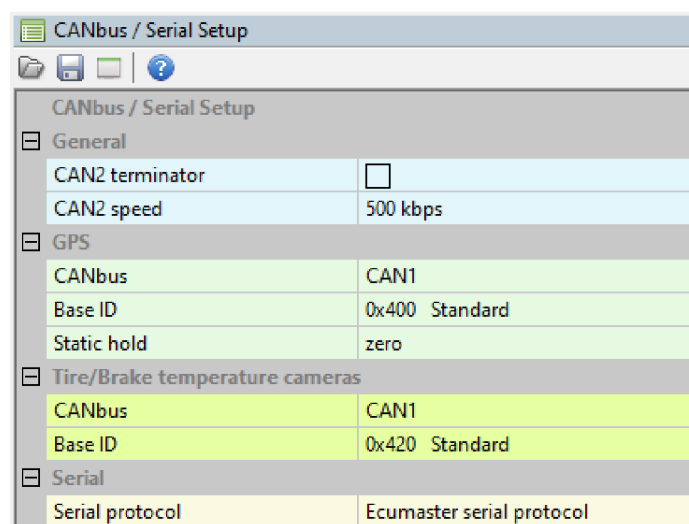 CANbus / Serial Setup
CANbus / Serial Setup
General
CAN2 terminator
CAN2 speed 500 kbps
GPS
CANbus CAN1
Base ID 0x400 Standard
Static hold zero
Tire/Brake temperature cameras
CANbus CAN1
Base ID 0x420 Standard
Serial
Serial protocol Ecumaster serial protocol